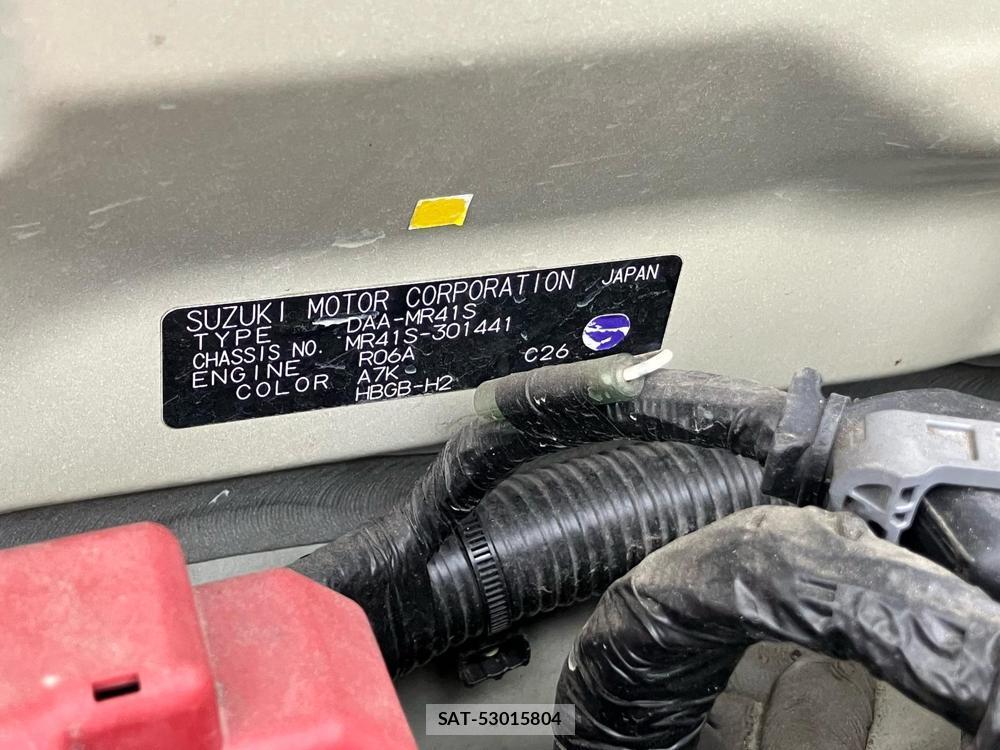 SUZUKI MOTOR CORPORATION JAPAN
TYPE DAA-MR41S
CHASSIS NO. MR41S-301441
ENGINE R06A C26
COLOR A7K
HBGB-H2
SAT-53015804